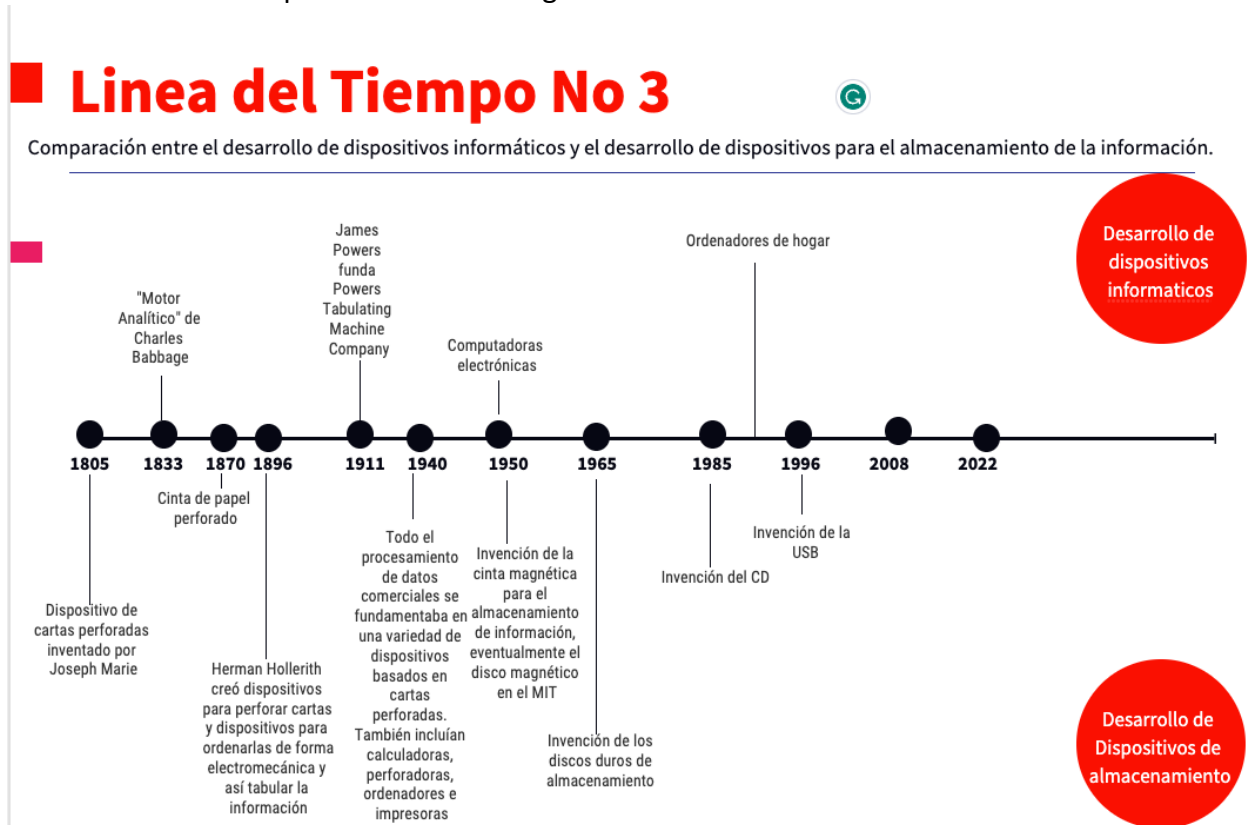 Linea del Tiempo No 3
Comparación entre el desarrollo de dispositivos informáticos y el desarrollo de dispositivos para el almacenamiento de la información.
Desarrollo de
dispositivos
informaticos
"Motor
Analítico" de
Charles
Babbage
James
Powers
funda
Powers
Tabulating
Machine
Company
Computadoras
electrónicas
Ordenadores de hogar
1805
1833
1870
1896
1911
1940
1950
1965
1985
1996
2008
2022
Dispositivo de
cartas perforadas
inventado por
Joseph Marie
Cinta de papel
perforado
Herman Hollerith
creó dispositivos
para perforar cartas
y dispositivos para
ordenarlas de forma
electromecánica y
así tabular la
información
Todo el
procesamiento
de datos
comerciales se
fundamentaba en
una variedad de
dispositivos
basados en
cartas
perforadas.
También incluían
calculadoras,
perforadoras,
ordenadores e
impresoras
Invención de la
cinta magnética
para el
almacenamiento
de información,
eventualmente el
disco magnético
en el MIT
Invención de los
discos duros de
almacenamiento
Invención del CD
Invención de la
USB
Desarrollo de
Dispositivos de
almacenamiento